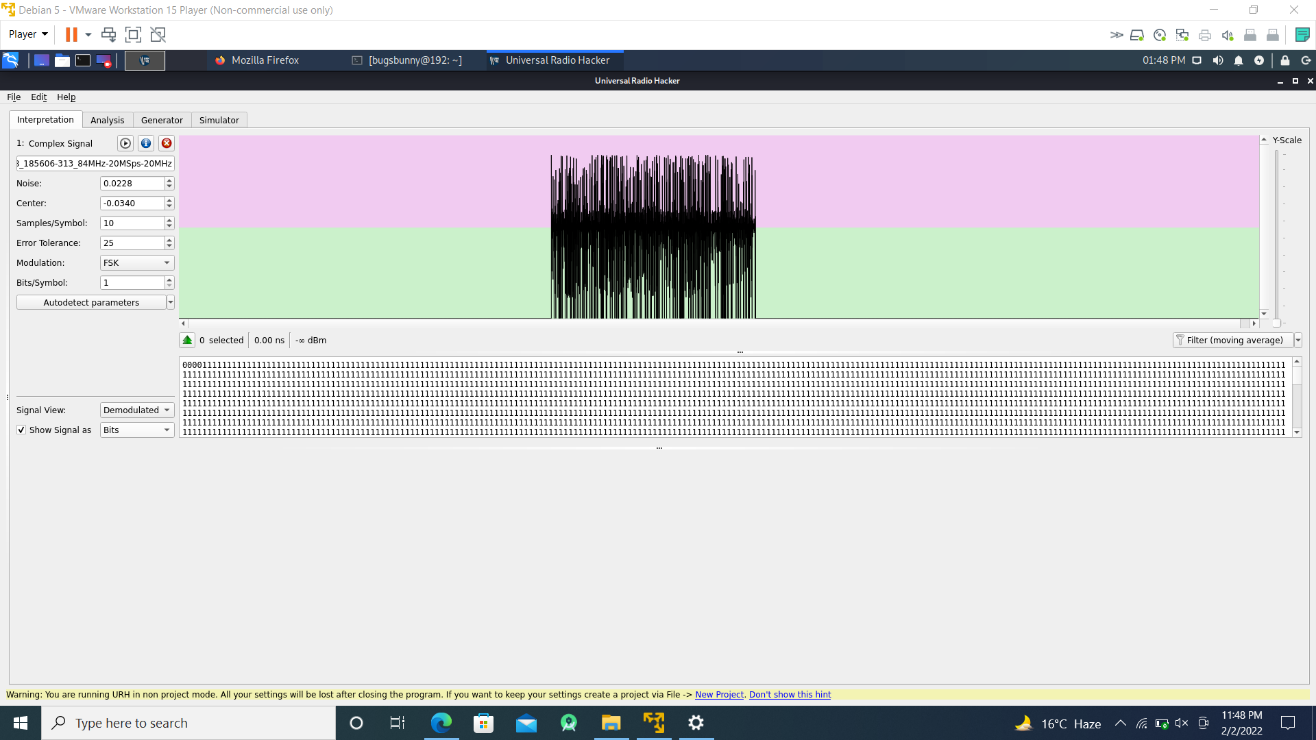 Debian 5 - VMware Workstation 15 Player (Non-commercial use only)
Player
Mozilla Firefox
[bugsbunny@192: ~]
Universal Radio Hacker
01:48 PM
Universal Radio Hacker
File Edit Help
Interpretation Analysis Generator Simulator
1: Complex Signal
_185606-313_84MHz-20MSps-20MHz
Y-Scale
Noise: 0.0228
Center: -0.0340
Samples/Symbol: 10
Error Tolerance: 25
Modulation: FSK
Bits/Symbol: 1
Autodetect parameters
0 selected 0.00 ns -∞ dBm
Filter (moving average)
Signal View: Demodulated
Show Signal as Bits
Warning: You are running URH in non project mode. All your settings will be lost after closing the program. If you want to keep your settings create a project via File -> New Project. Don't show this hint
Type here to search
16°C Haze
11:48 PM
2/2/2022